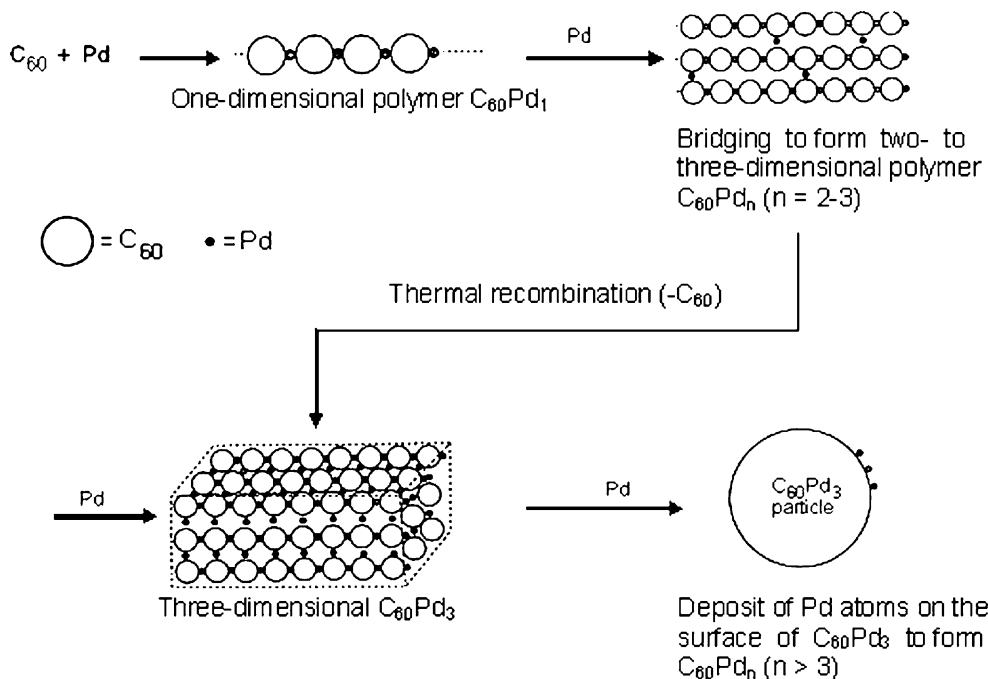 C₆₀ + Pd
Pd
One-dimensional polymer C₆₀Pd₁
Bridging to form two- to
three-dimensional polymer
C₆₀Pdₙ (n = 2-3)
= C₆₀
= Pd
Thermal recombination (-C₆₀)
Pd
Pd
C₆₀Pd₃
particle
Three-dimensional C₆₀Pd₃
Deposit of Pd atoms on the
surface of C₆₀Pd₃ to form
C₆₀Pdₙ (n > 3)